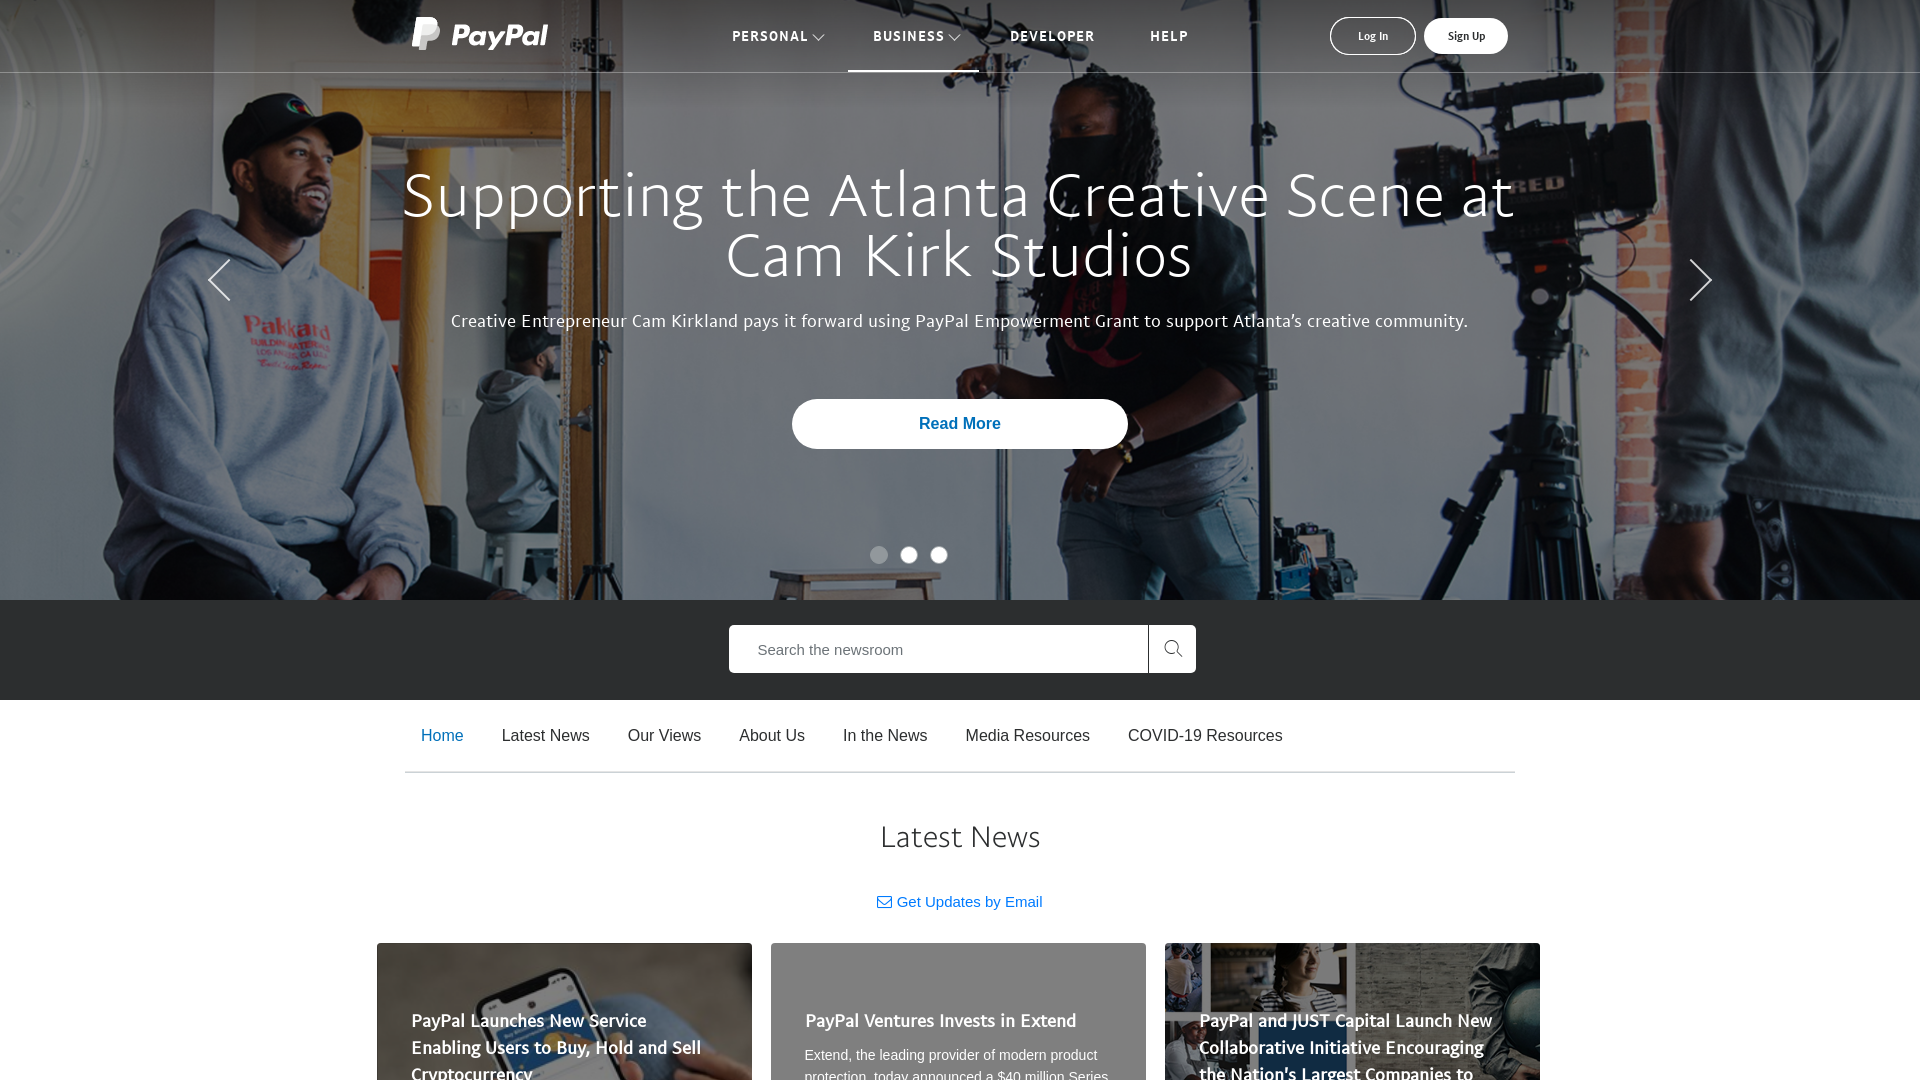 PayPal
PERSONAL
BUSINESS
DEVELOPER
HELP
Log In
Sign Up
Supporting the Atlanta Creative Scene at
Cam Kirk Studios
Creative Entrepreneur Cam Kirkland pays it forward using PayPal Empowerment Grant to support Atlanta's creative community.
Pakkard
RED
Read More
Search the newsroom
Home
Latest News
Our Views
About Us
In the News
Media Resources
COVID-19 Resources
Latest News
Get Updates by Email
PayPal Launches New Service
Enabling Users to Buy, Hold and Sell
Cryptocurrency
PayPal Ventures Invests in Extend
Extend, the leading provider of modern product
protection, today announced a $40 million Series
PayPal and JUST Capital Launch New
Collaborative Initiative Encouraging
the Nation's Largest Companies to